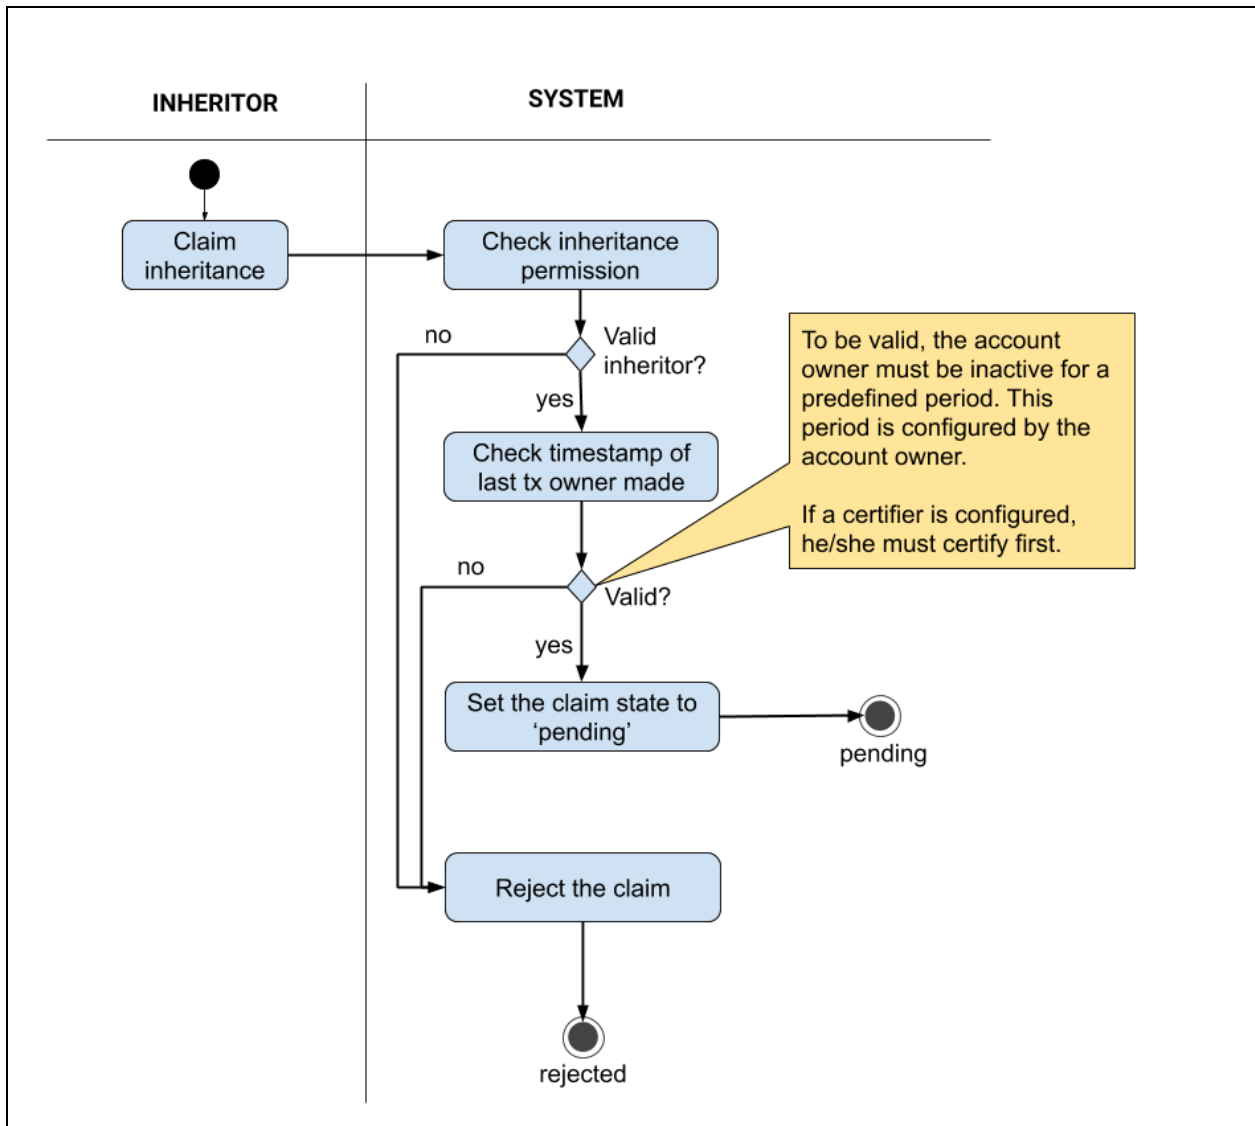 INHERITOR
SYSTEM
Claim
inheritance
Check inheritance
permission
no
Valid
inheritor?
yes
Check timestamp of
last tx owner made
To be valid, the account
owner must be inactive for a
predefined period. This
period is configured by the
account owner.
If a certifier is configured,
he/she must certify first.
no
Valid?
yes
Set the claim state to
‘pending’
pending
Reject the claim
rejected